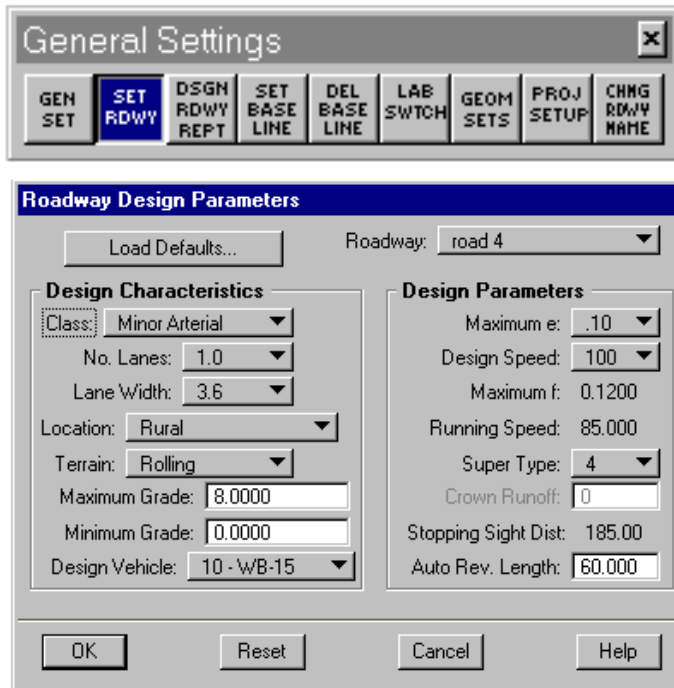 General Settings
GEN SET
SET RDWY
DSGN RDWY REPT
SET BASE LINE
DEL BASE LINE
LAB SWTCH
GEOM SETS
PROJ SETUP
CHNG RDWY NAME
Roadway Design Parameters
Load Defaults...
Roadway: road 4
Design Characteristics
Class: Minor Arterial
No. Lanes: 1.0
Lane Width: 3.6
Location: Rural
Terrain: Rolling
Maximum Grade: 8.0000
Minimum Grade: 0.0000
Design Vehicle: 10 - WB-15
Design Parameters
Maximum e: .10
Design Speed: 100
Maximum f: 0.1200
Running Speed: 85.000
Super Type: 4
Crown Runoff: 0
Stopping Sight Dist: 185.00
Auto Rev. Length: 60.000
OK Reset Cancel Help